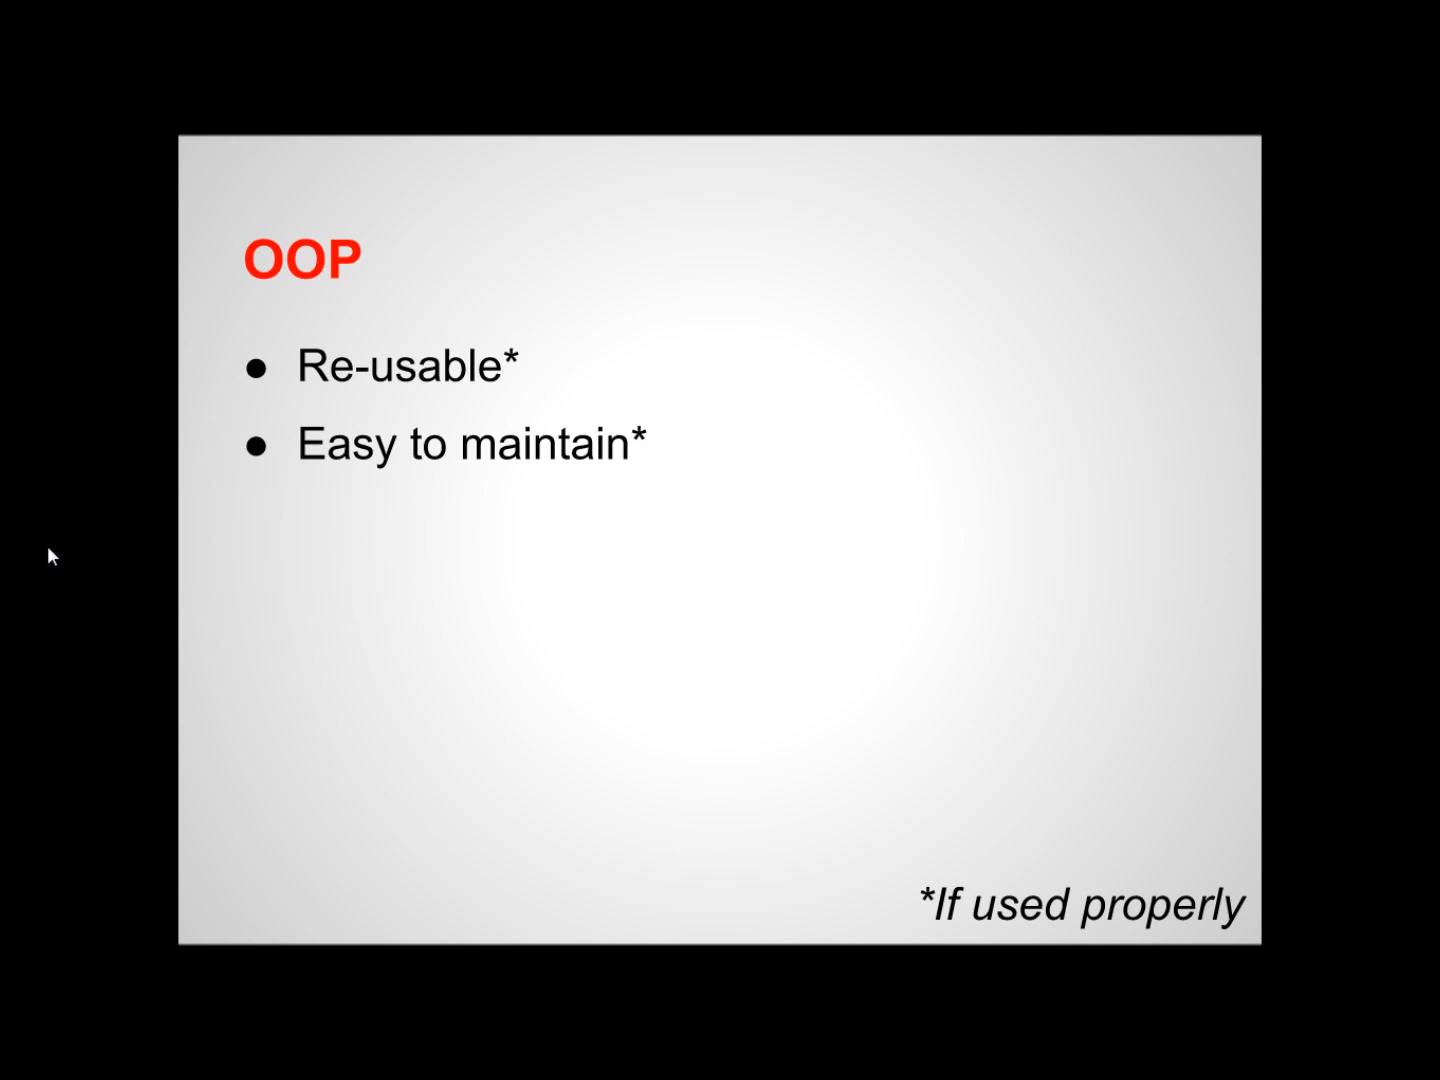 OOP
● Re-usable*
● Easy to maintain*
*If used properly